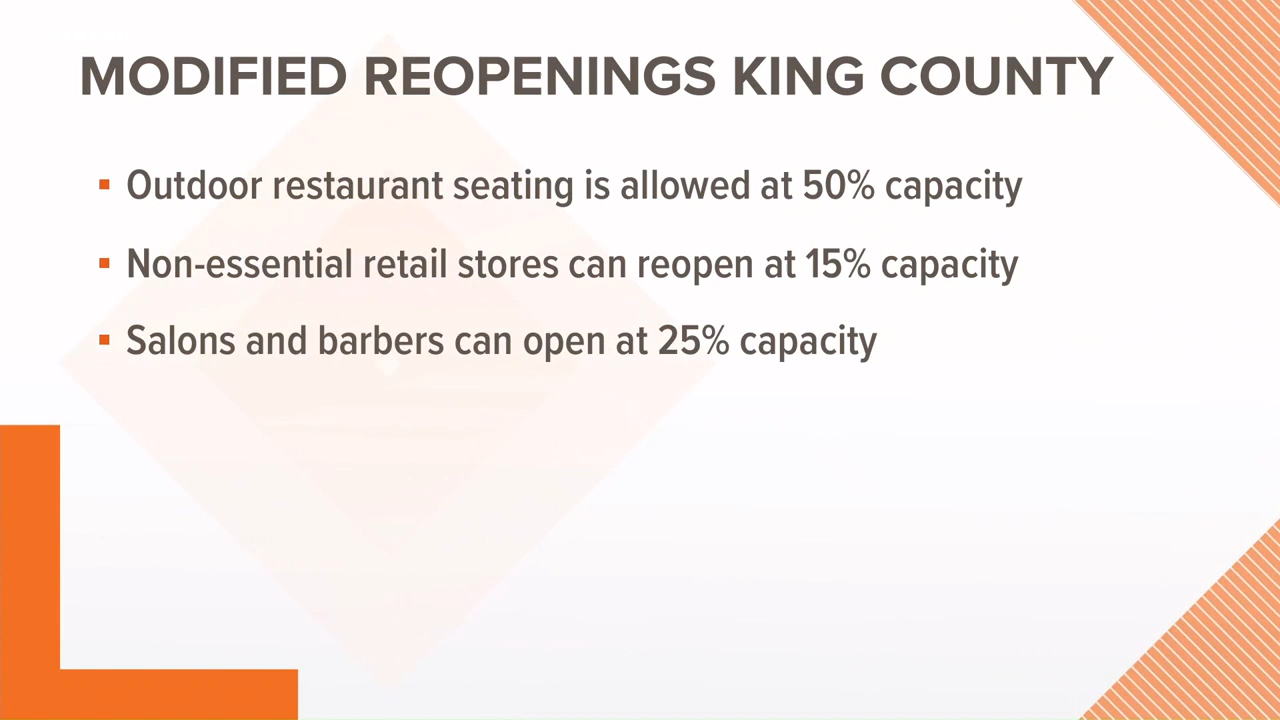 MODIFIED REOPENINGS KING COUNTY
Outdoor restaurant seating is allowed at 50% capacity
Non-essential retail stores can reopen at 15% capacity
Salons and barbers can open at 25% capacity